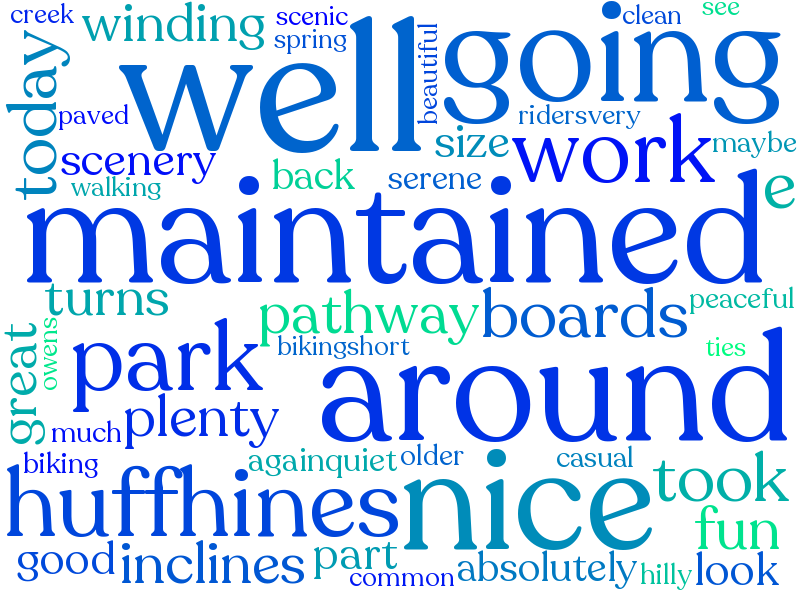 creek
winding
scenic
spring
beautiful
going
clean
see
today
paved
well
ridersvery
size
work
maybe
scenery
walking
back
serene
e
maintained
turns
pathway
boards
peaceful
great
owens
park
bikingshort
ties
around
much
plenty
biking
againquiet
older
casual
huffhines
nice
took
fun
good
inclines
part
common
absolutely
hilly
look